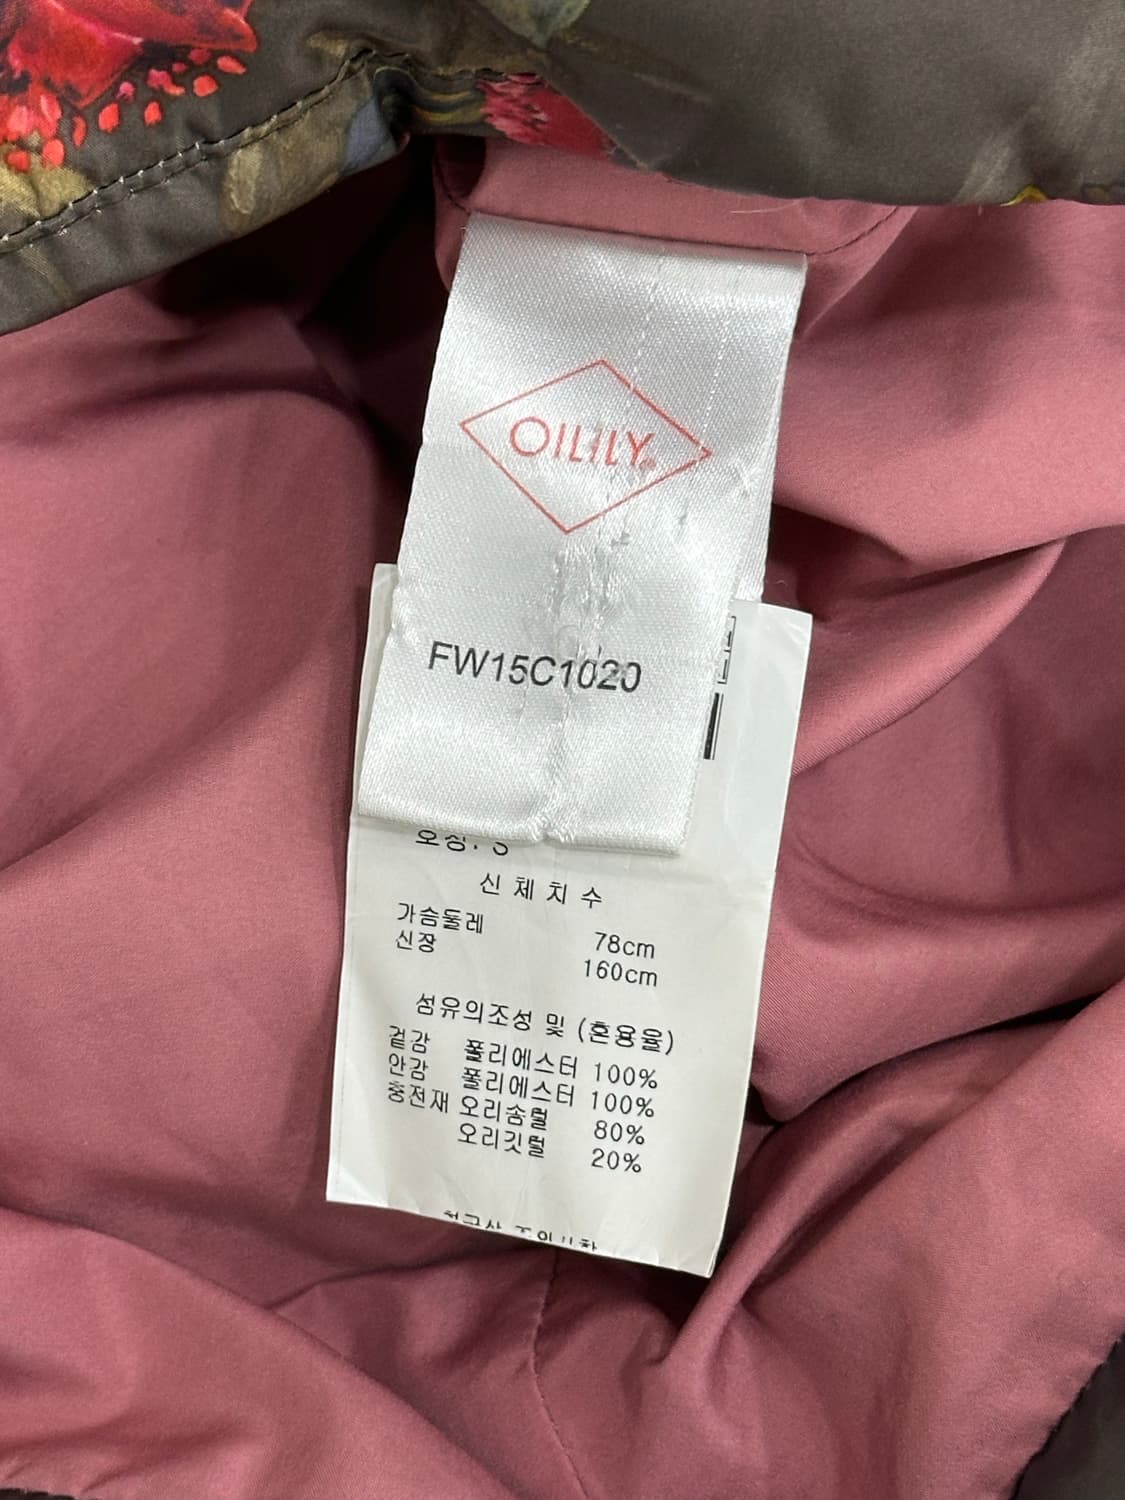 OILILY
FW15C1020
신체치수
가슴둘레 78cm
신장 160cm
섬유의조성 및 (혼용율)
겉감 폴리에스터 100%
안감 폴리에스터 100%
충전재 오리솜털 80%
오리깃털 20%